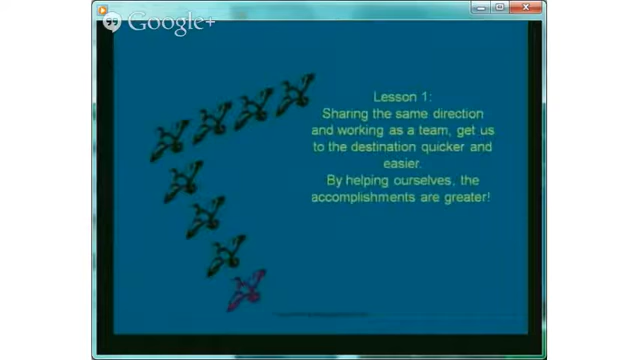 Google+
Lesson 1:
Sharing the same direction
and working as a team, get us
to the destination quicker and
easier.
By helping ourselves, the
accomplishments are greater!